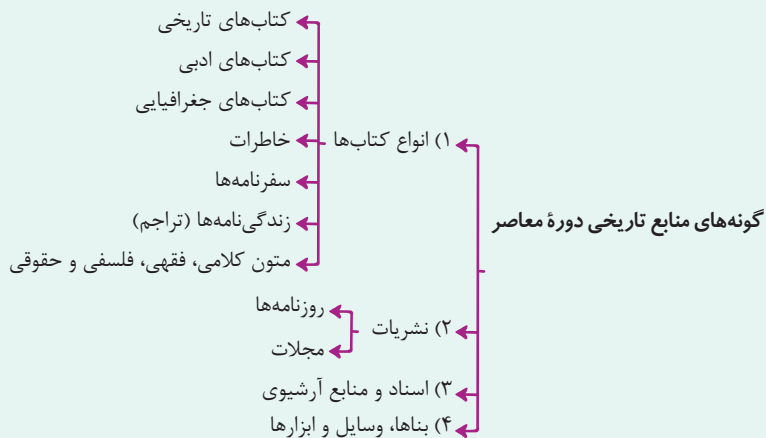 گونه‌های منابع تاریخی دورهٔ معاصر
۱) انواع کتاب‌ها
کتاب‌های تاریخی
کتاب‌های ادبی
کتاب‌های جغرافیایی
خاطرات
سفرنامه‌ها
زندگی‌نامه‌ها (تراجم)
متون کلامی، فقهی، فلسفی و حقوقی
۲) نشریات
روزنامه‌ها
مجلات
۳) اسناد و منابع آرشیوی
۴) بناها، وسایل و ابزارها